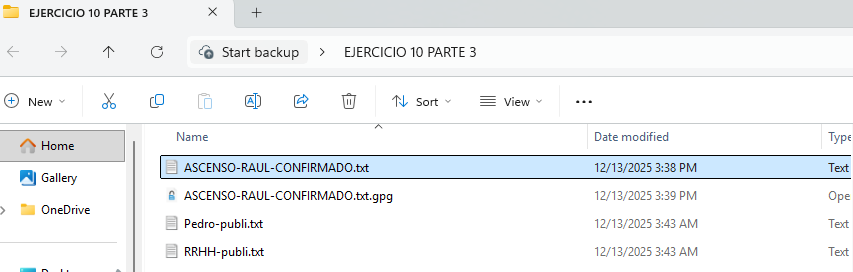 EJERCICIO 10 PARTE 3
Start backup EJERCICIO 10 PARTE 3
New Sort View
Name Date modified Type
Home
ASCENSO-RAUL-CONFIRMADO.txt 12/13/2025 3:38 PM Text
Gallery
ASCENSO-RAUL-CONFIRMADO.txt.gpg 12/13/2025 3:39 PM Ope
OneDrive
Pedro-publi.txt 12/13/2025 3:43 AM Text
RRHH-publi.txt 12/13/2025 3:43 AM Text